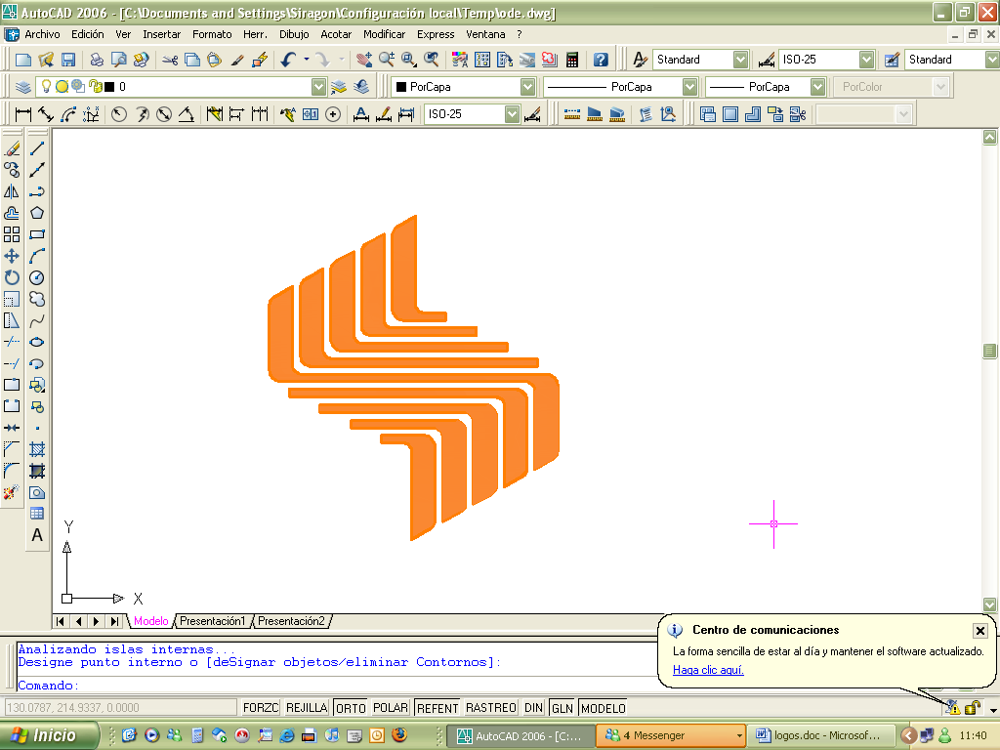 AutoCAD 2006 - [C:\Documents and Settings\Siragon\Configuración local\Temp\ode.dwg]
Archivo Edición Ver Insertar Formato Herr. Dibujo Acotar Modificar Express Ventana ?
Standard ISO-25 Standard
0 PorCapa PorCapa PorCapa PorColor
ISO-25
A
Y
X
Modelo Presentación1 Presentación2
Analizando islas internas...
Designe punto interno o [deSignar objetos/eliminar Contornos]:
Comando:
Centro de comunicaciones
La forma sencilla de estar al día y mantener el software actualizado.
Haga clic aquí.
130.0787, 214.9337, 0.0000 FORZC REJILLA ORTO POLAR REFENT RASTREO DIN GLN MODELO
Inicio AutoCAD 2006 - [C:... 4 Messenger logos.doc - Microsof... 11:40